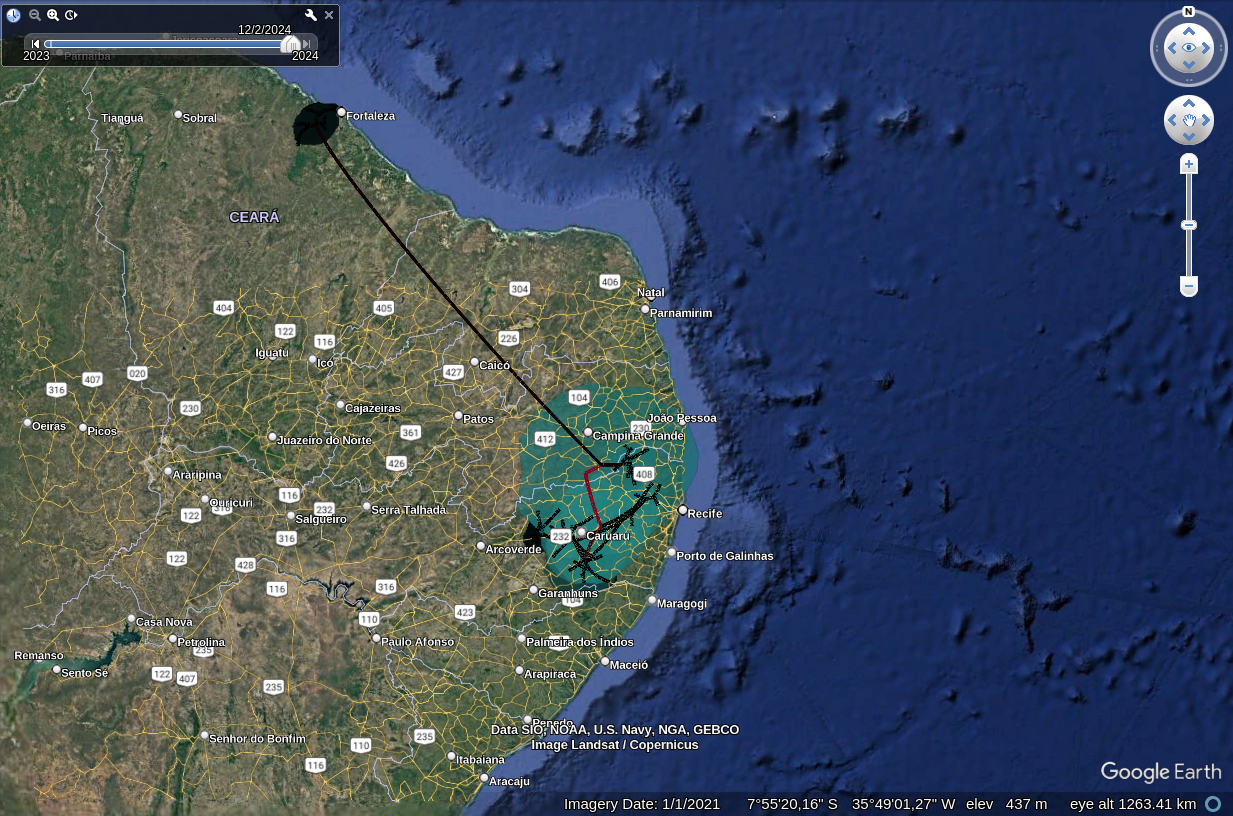 12/2/2024
2023
2024
Jericoacoara
Parnaíba
N
Tianguá
Sobral
Fortaleza
CEARÁ
406
304
Natal
404
405
Parnamirim
122
116
226
Iguatu
Icó
Caicó
427
020
407
316
104
230
Cajazeiras
Patos
João Pessoa
Oeiras
Picos
361
412
230
Campina Grande
Juazeiro do Norte
426
408
Araripina
116
Ouricuri
316
232
Serra Talhada
122
Salgueiro
Recife
316
232
Caruaru
Arcoverde
Porto de Galinhas
122
428
116
316
Garanhuns
104
Maragogi
423
110
Casa Nova
Petrolina
235
Paulo Afonso
Palmeira dos Índios
Remanso
Sento Sé
Maceió
122
407
Arapiraca
235
Penedo
Data SIO, NOAA, U.S. Navy, NGA, GEBCO
Senhor do Bonfim
110
235
Image Landsat / Copernicus
Itabaiana
116
Aracaju
Google Earth
Imagery Date: 1/1/2021 7°55'20,16" S 35°49'01,27" W elev 437 m eye alt 1263.41 km